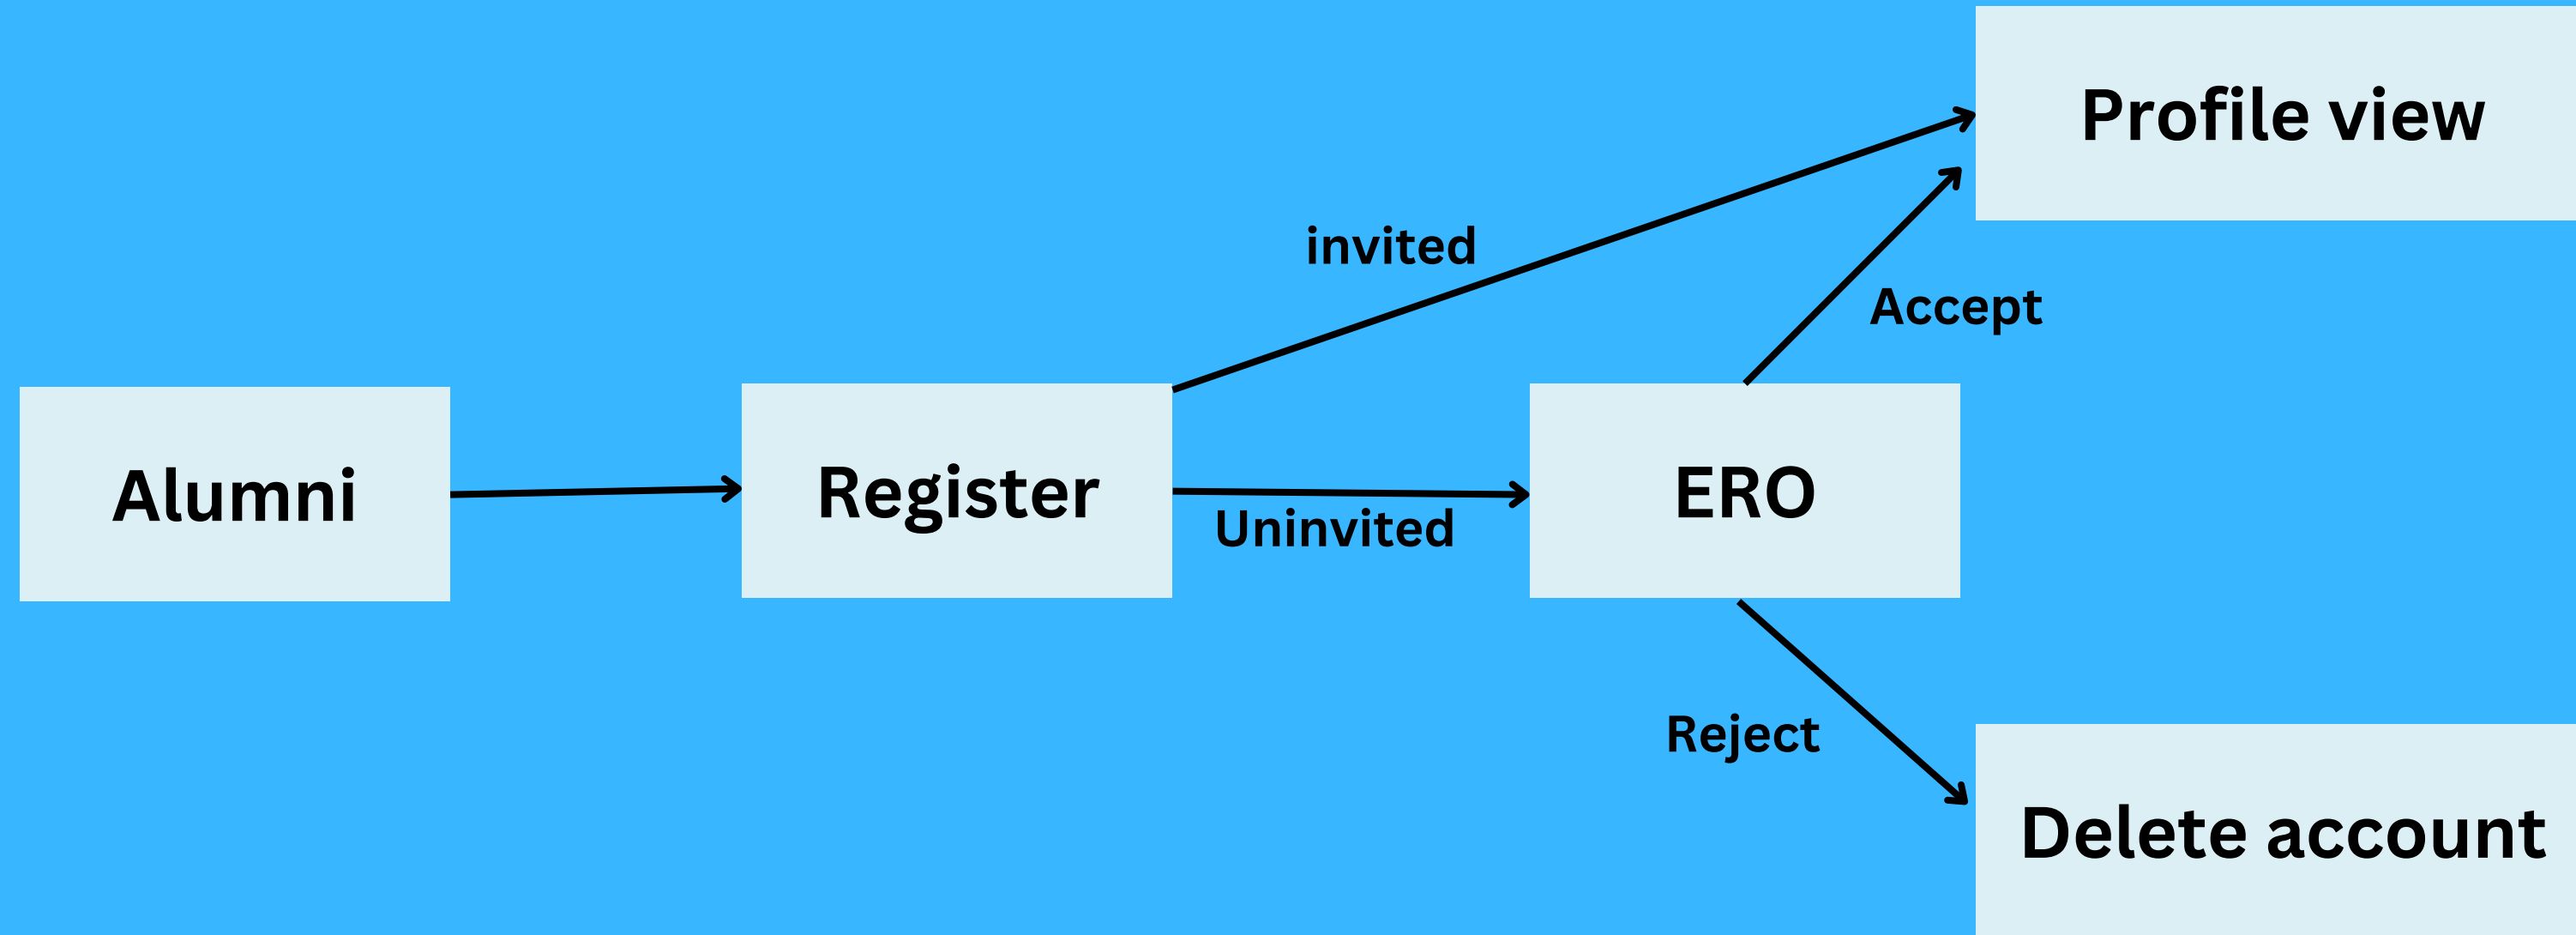 Profile view
invited
Accept
Alumni
Register
Uninvited
ERO
Reject
Delete account